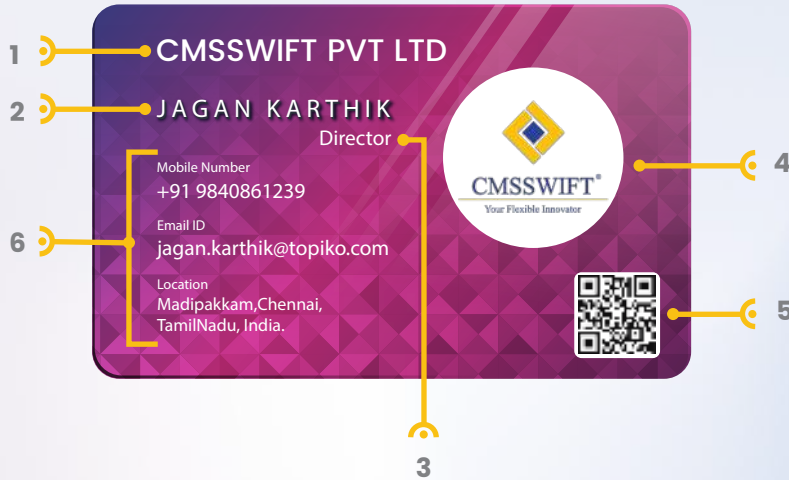 1
CMSSWIFT PVT LTD
2
JAGAN KARTHIK
Director
Mobile Number
+91 9840861239
6
Email ID
jagan.karthik@topiko.com
Location
Madipakkam,Chennai,
TamilNadu, India.
CMSSWIFT®
Your Flexible Innovator
4
5
3